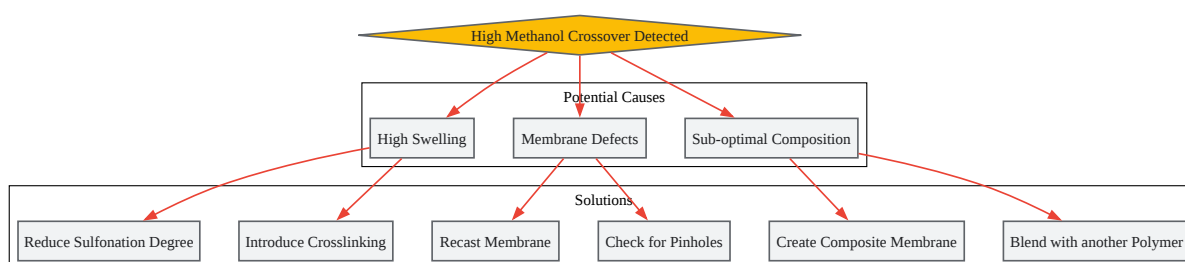 High Methanol Crossover Detected
Potential Causes
High Swelling
Membrane Defects
Sub-optimal Composition
Solutions
Reduce Sulfonation Degree
Introduce Crosslinking
Recast Membrane
Check for Pinholes
Create Composite Membrane
Blend with another Polymer